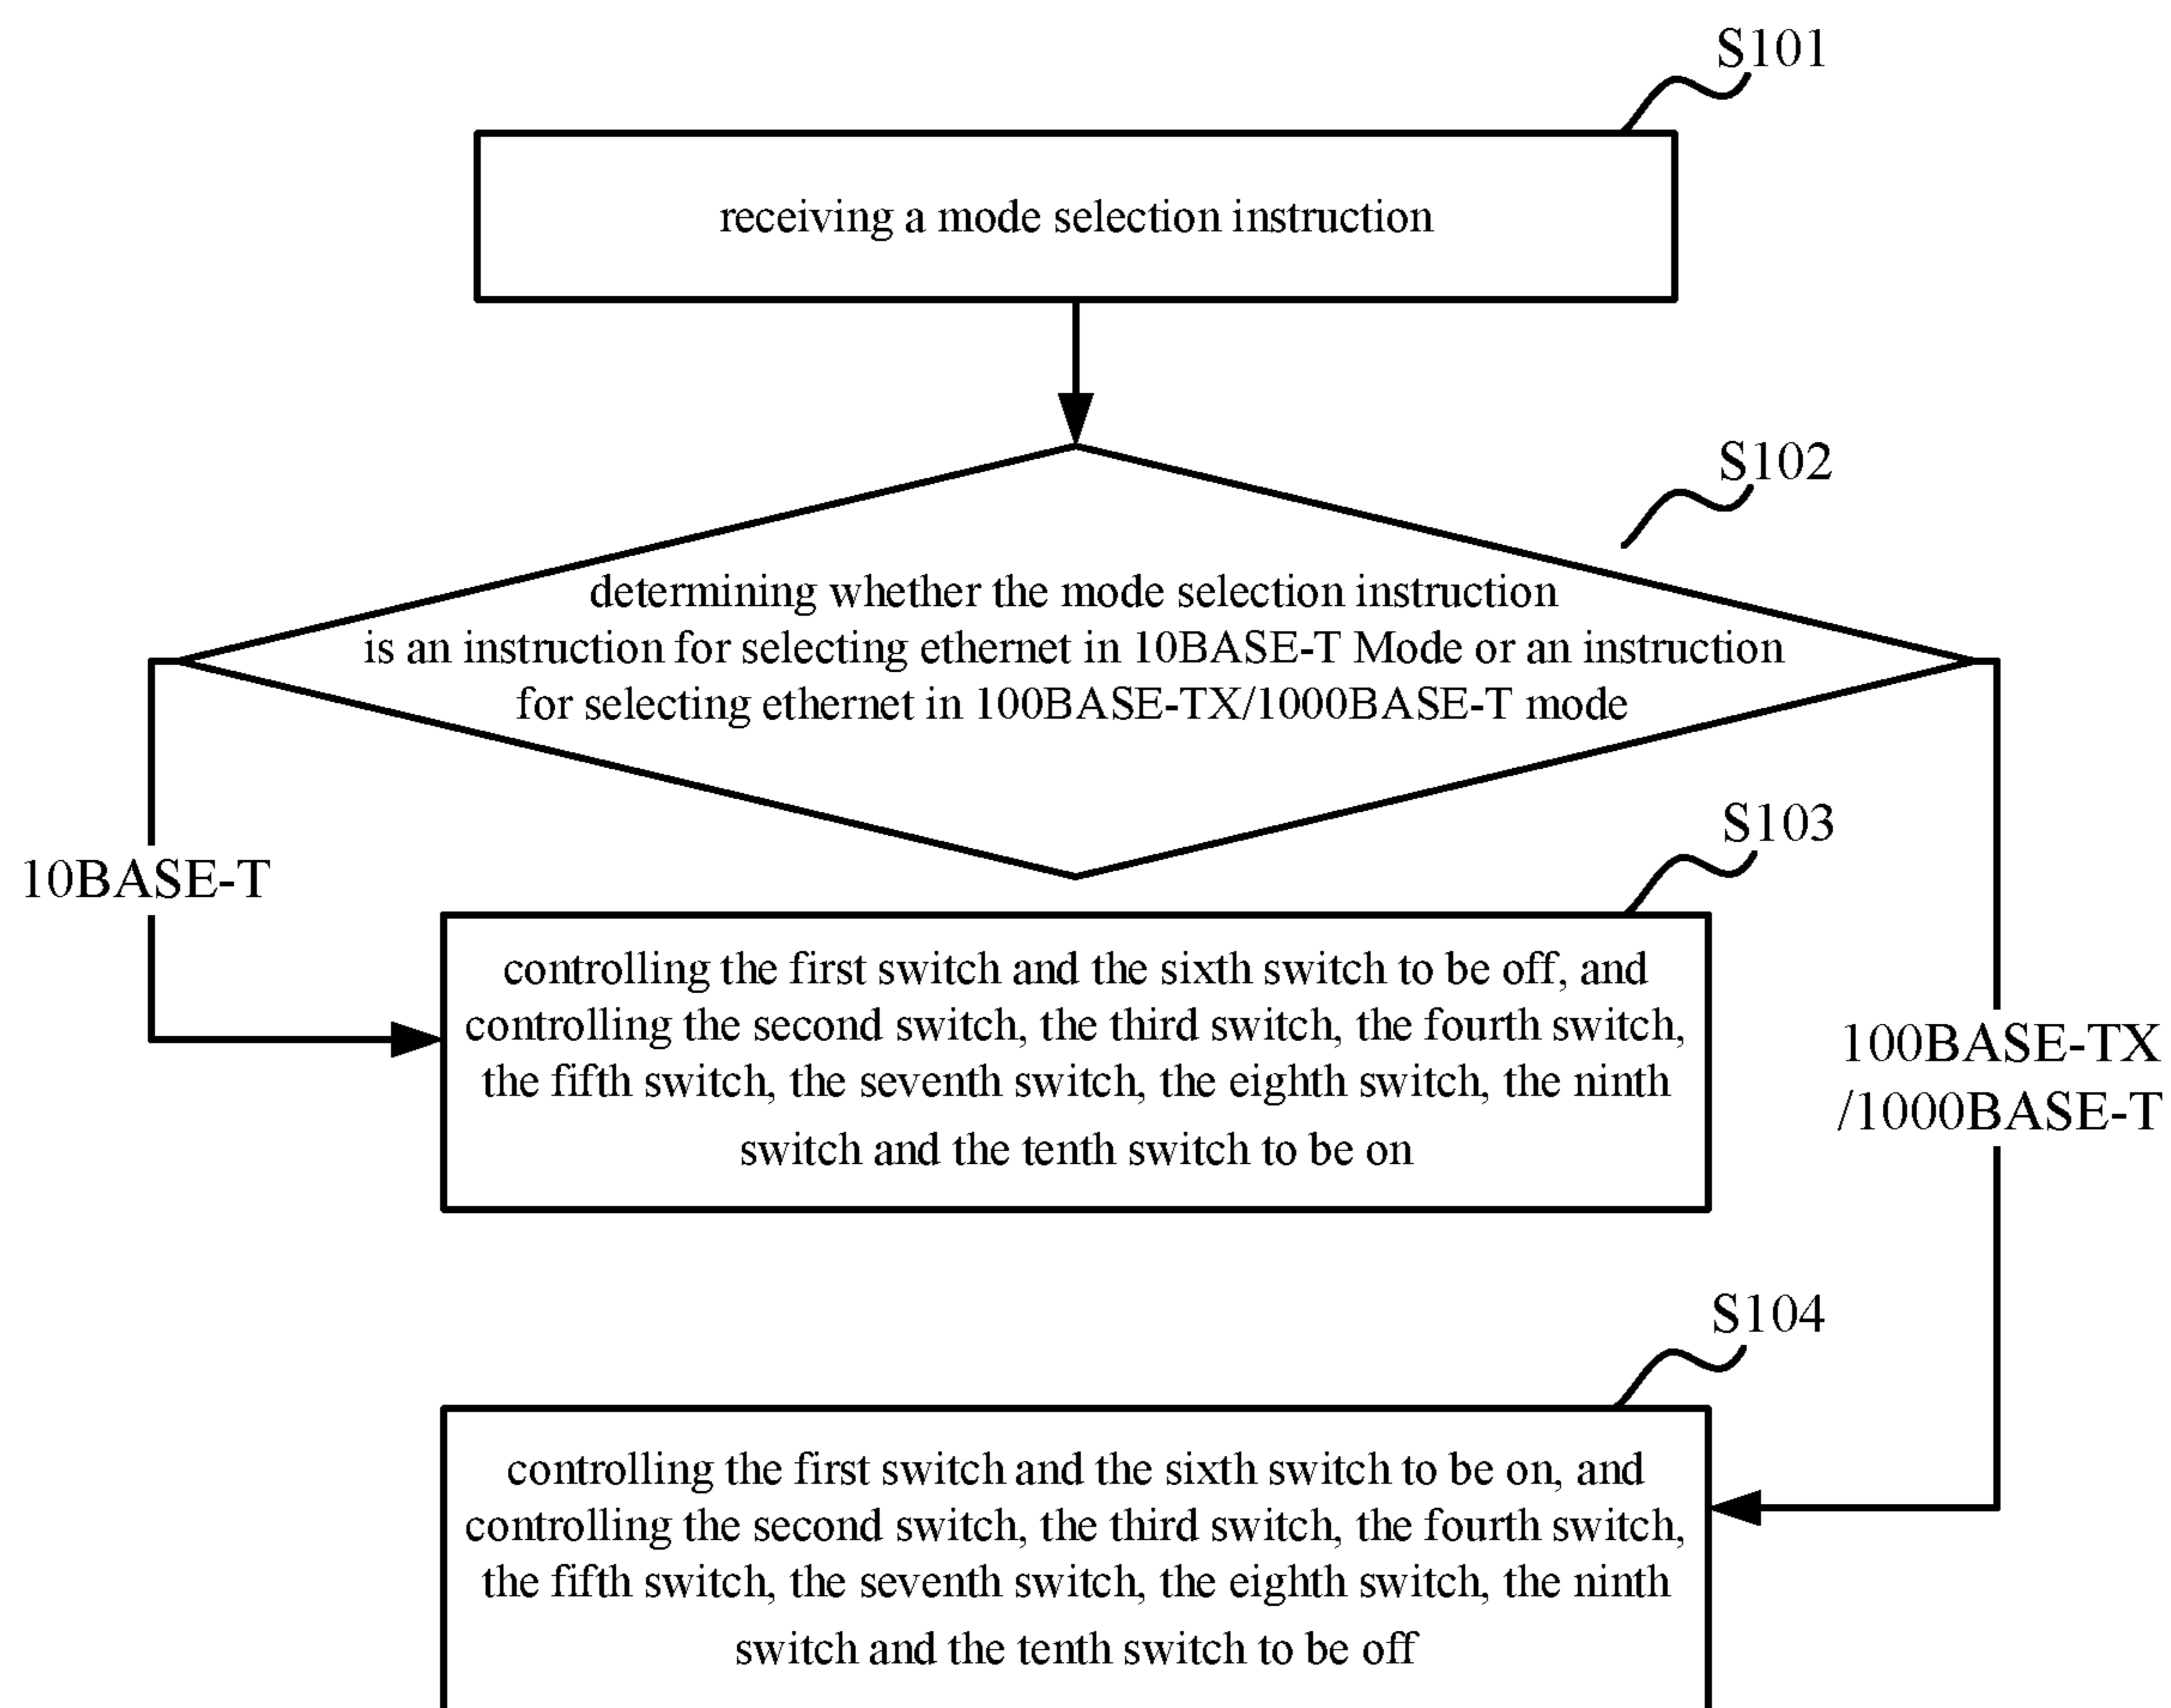 S101
receiving a mode selection instruction
S102
determining whether the mode selection instruction
is an instruction for selecting ethernet in 10BASE-T Mode or an instruction
for selecting ethernet in 100BASE-TX/1000BASE-T mode
S103
10BASE-T
controlling the first switch and the sixth switch to be off, and
controlling the second switch, the third switch, the fourth switch,
the fifth switch, the seventh switch, the eighth switch, the ninth
switch and the tenth switch to be on
100BASE-TX
/1000BASE-T
S104
controlling the first switch and the sixth switch to be on, and
controlling the second switch, the third switch, the fourth switch,
the fifth switch, the seventh switch, the eighth switch, the ninth
switch and the tenth switch to be off